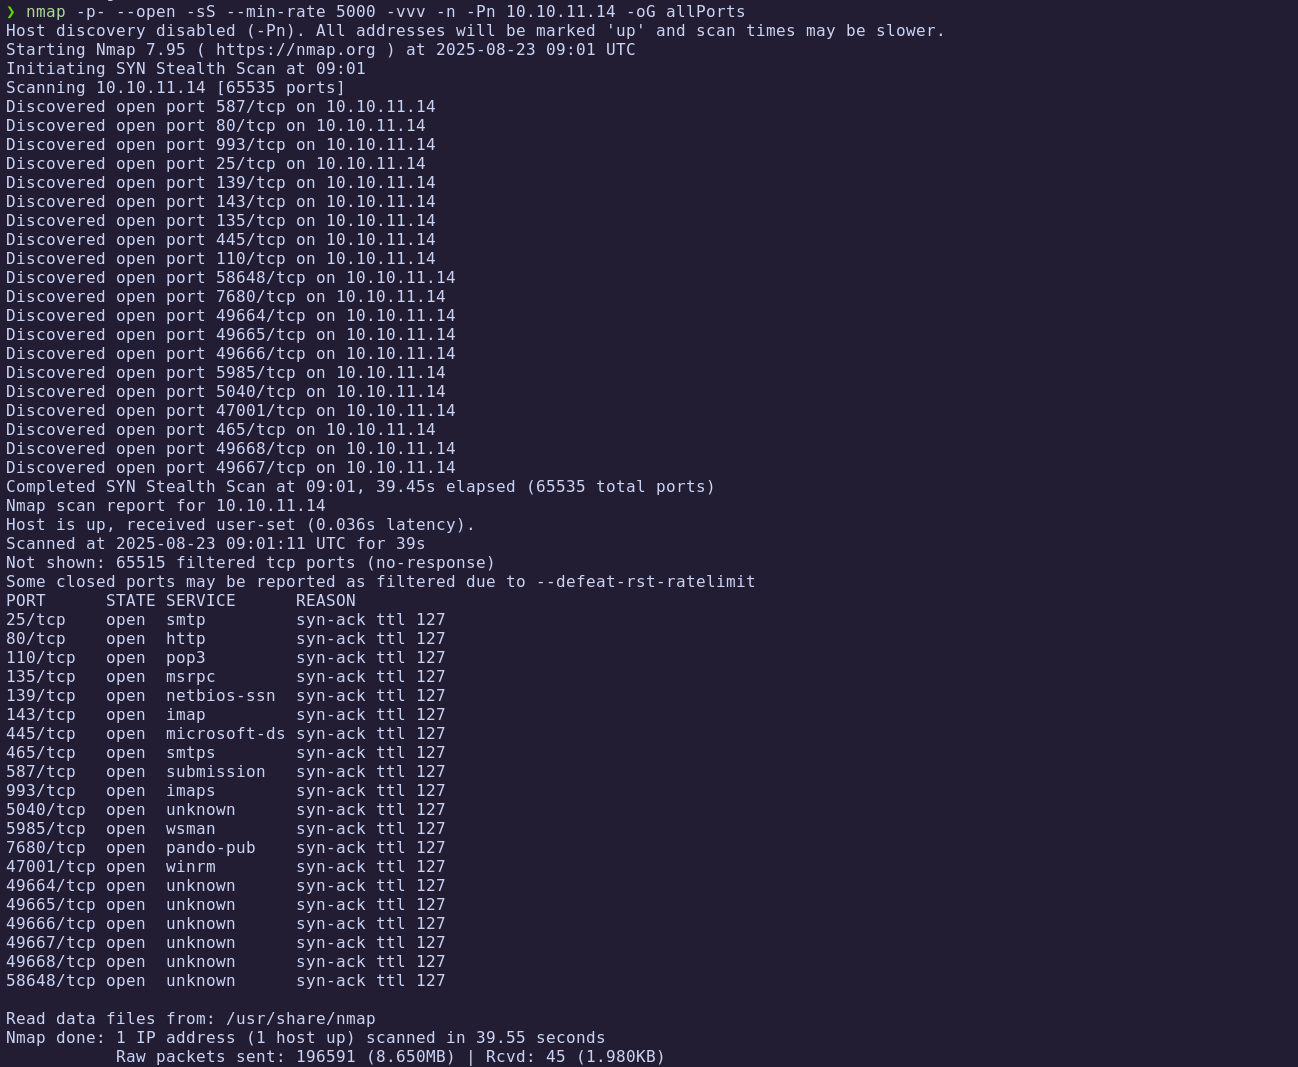 ❯ nmap -p- --open -sS --min-rate 5000 -vvv -n -Pn 10.10.11.14 -oG allPorts
Host discovery disabled (-Pn). All addresses will be marked 'up' and scan times may be slower.
Starting Nmap 7.95 ( https://nmap.org ) at 2025-08-23 09:01 UTC
Initiating SYN Stealth Scan at 09:01
Scanning 10.10.11.14 [65535 ports]
Discovered open port 587/tcp on 10.10.11.14
Discovered open port 80/tcp on 10.10.11.14
Discovered open port 993/tcp on 10.10.11.14
Discovered open port 25/tcp on 10.10.11.14
Discovered open port 139/tcp on 10.10.11.14
Discovered open port 143/tcp on 10.10.11.14
Discovered open port 135/tcp on 10.10.11.14
Discovered open port 445/tcp on 10.10.11.14
Discovered open port 110/tcp on 10.10.11.14
Discovered open port 58648/tcp on 10.10.11.14
Discovered open port 7680/tcp on 10.10.11.14
Discovered open port 49664/tcp on 10.10.11.14
Discovered open port 49665/tcp on 10.10.11.14
Discovered open port 49666/tcp on 10.10.11.14
Discovered open port 5985/tcp on 10.10.11.14
Discovered open port 5040/tcp on 10.10.11.14
Discovered open port 47001/tcp on 10.10.11.14
Discovered open port 465/tcp on 10.10.11.14
Discovered open port 49668/tcp on 10.10.11.14
Discovered open port 49667/tcp on 10.10.11.14
Completed SYN Stealth Scan at 09:01, 39.45s elapsed (65535 total ports)
Nmap scan report for 10.10.11.14
Host is up, received user-set (0.036s latency).
Scanned at 2025-08-23 09:01:11 UTC for 39s
Not shown: 65515 filtered tcp ports (no-response)
Some closed ports may be reported as filtered due to --defeat-rst-ratelimit
PORT      STATE SERVICE      REASON
25/tcp    open  smtp         syn-ack ttl 127
80/tcp    open  http         syn-ack ttl 127
110/tcp   open  pop3         syn-ack ttl 127
135/tcp   open  msrpc        syn-ack ttl 127
139/tcp   open  netbios-ssn  syn-ack ttl 127
143/tcp   open  imap         syn-ack ttl 127
445/tcp   open  microsoft-ds syn-ack ttl 127
465/tcp   open  smtps        syn-ack ttl 127
587/tcp   open  submission   syn-ack ttl 127
993/tcp   open  imaps        syn-ack ttl 127
5040/tcp  open  unknown      syn-ack ttl 127
5985/tcp  open  wsman        syn-ack ttl 127
7680/tcp  open  pando-pub    syn-ack ttl 127
47001/tcp open  winrm        syn-ack ttl 127
49664/tcp open  unknown      syn-ack ttl 127
49665/tcp open  unknown      syn-ack ttl 127
49666/tcp open  unknown      syn-ack ttl 127
49667/tcp open  unknown      syn-ack ttl 127
49668/tcp open  unknown      syn-ack ttl 127
58648/tcp open  unknown      syn-ack ttl 127

Read data files from: /usr/share/nmap
Nmap done: 1 IP address (1 host up) scanned in 39.55 seconds
           Raw packets sent: 196591 (8.650MB) | Rcvd: 45 (1.980KB)